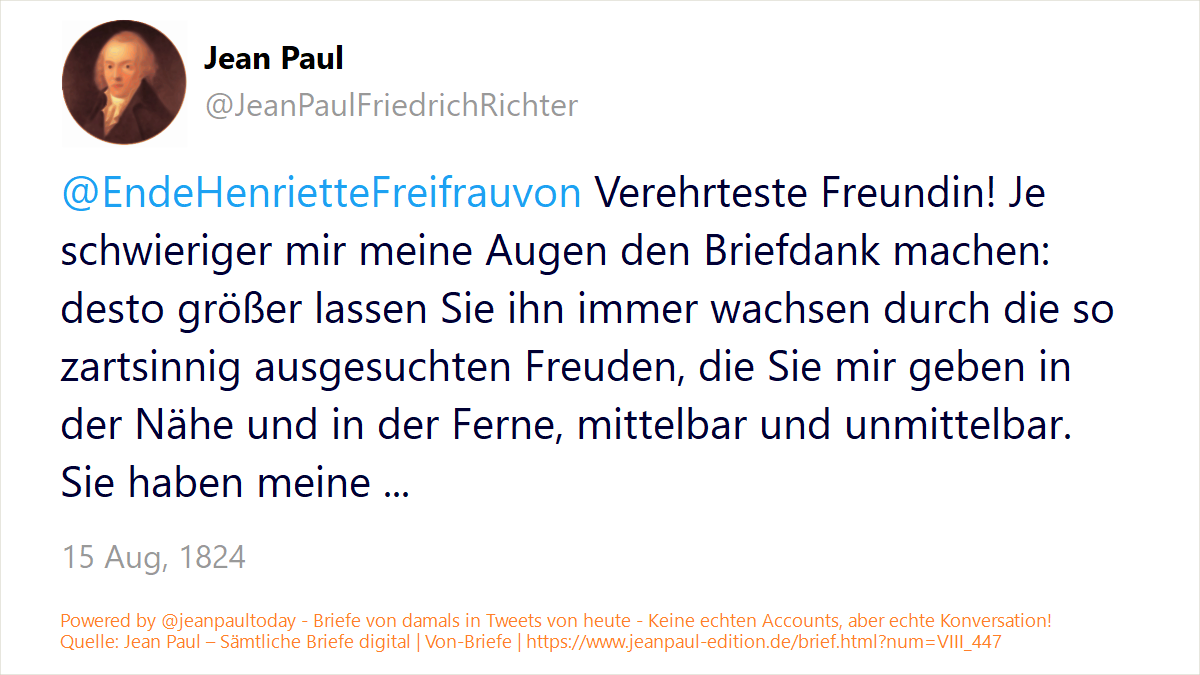 Jean Paul
@JeanPaulFriedrichRichter
@EndeHenrietteFreifrauvon Verehrteste Freundin! Je
schwieriger mir meine Augen den Briefdank machen:
desto größer lassen Sie ihn immer wachsen durch die so
zartsinnig ausgesuchten Freuden, die Sie mir geben in
der Nähe und in der Ferne, mittelbar und unmittelbar.
Sie haben meine ...
15 Aug, 1824
Powered by @jeanpaultoday - Briefe von damals in Tweets von heute - Keine echten Accounts, aber echte Konversation!
Quelle: Jean Paul – Sämtliche Briefe digital | Von-Briefe | https://www.jeanpaul-edition.de/brief.html?num=VIII_447